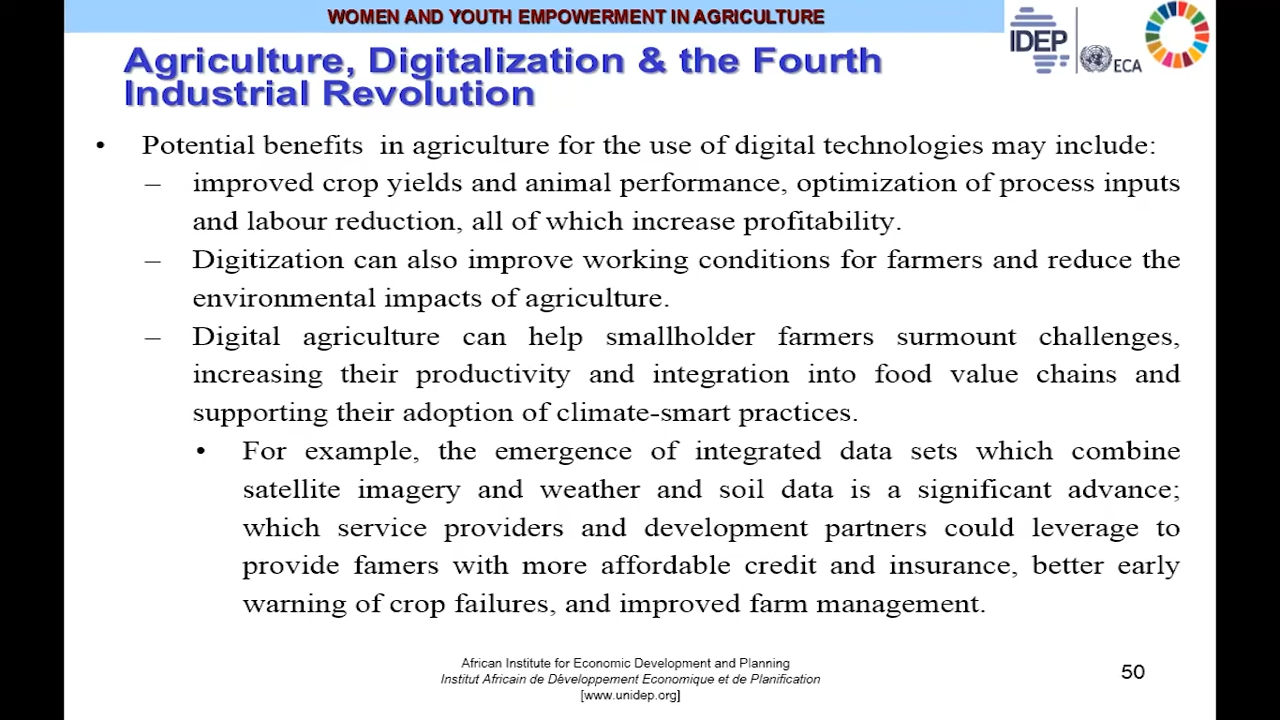 WOMEN AND YOUTH EMPOWERMENT IN AGRICULTURE
IDEP
ECA
Agriculture, Digitalization & the Fourth
Industrial Revolution
• Potential benefits in agriculture for the use of digital technologies may include:
– improved crop yields and animal performance, optimization of process inputs
and labour reduction, all of which increase profitability.
– Digitization can also improve working conditions for farmers and reduce the
environmental impacts of agriculture.
– Digital agriculture can help smallholder farmers surmount challenges,
increasing their productivity and integration into food value chains and
supporting their adoption of climate-smart practices.
• For example, the emergence of integrated data sets which combine
satellite imagery and weather and soil data is a significant advance;
which service providers and development partners could leverage to
provide famers with more affordable credit and insurance, better early
warning of crop failures, and improved farm management.
African Institute for Economic Development and Planning
Institut Africain de Développement Economique et de Planification
[www.unidep.org]
50